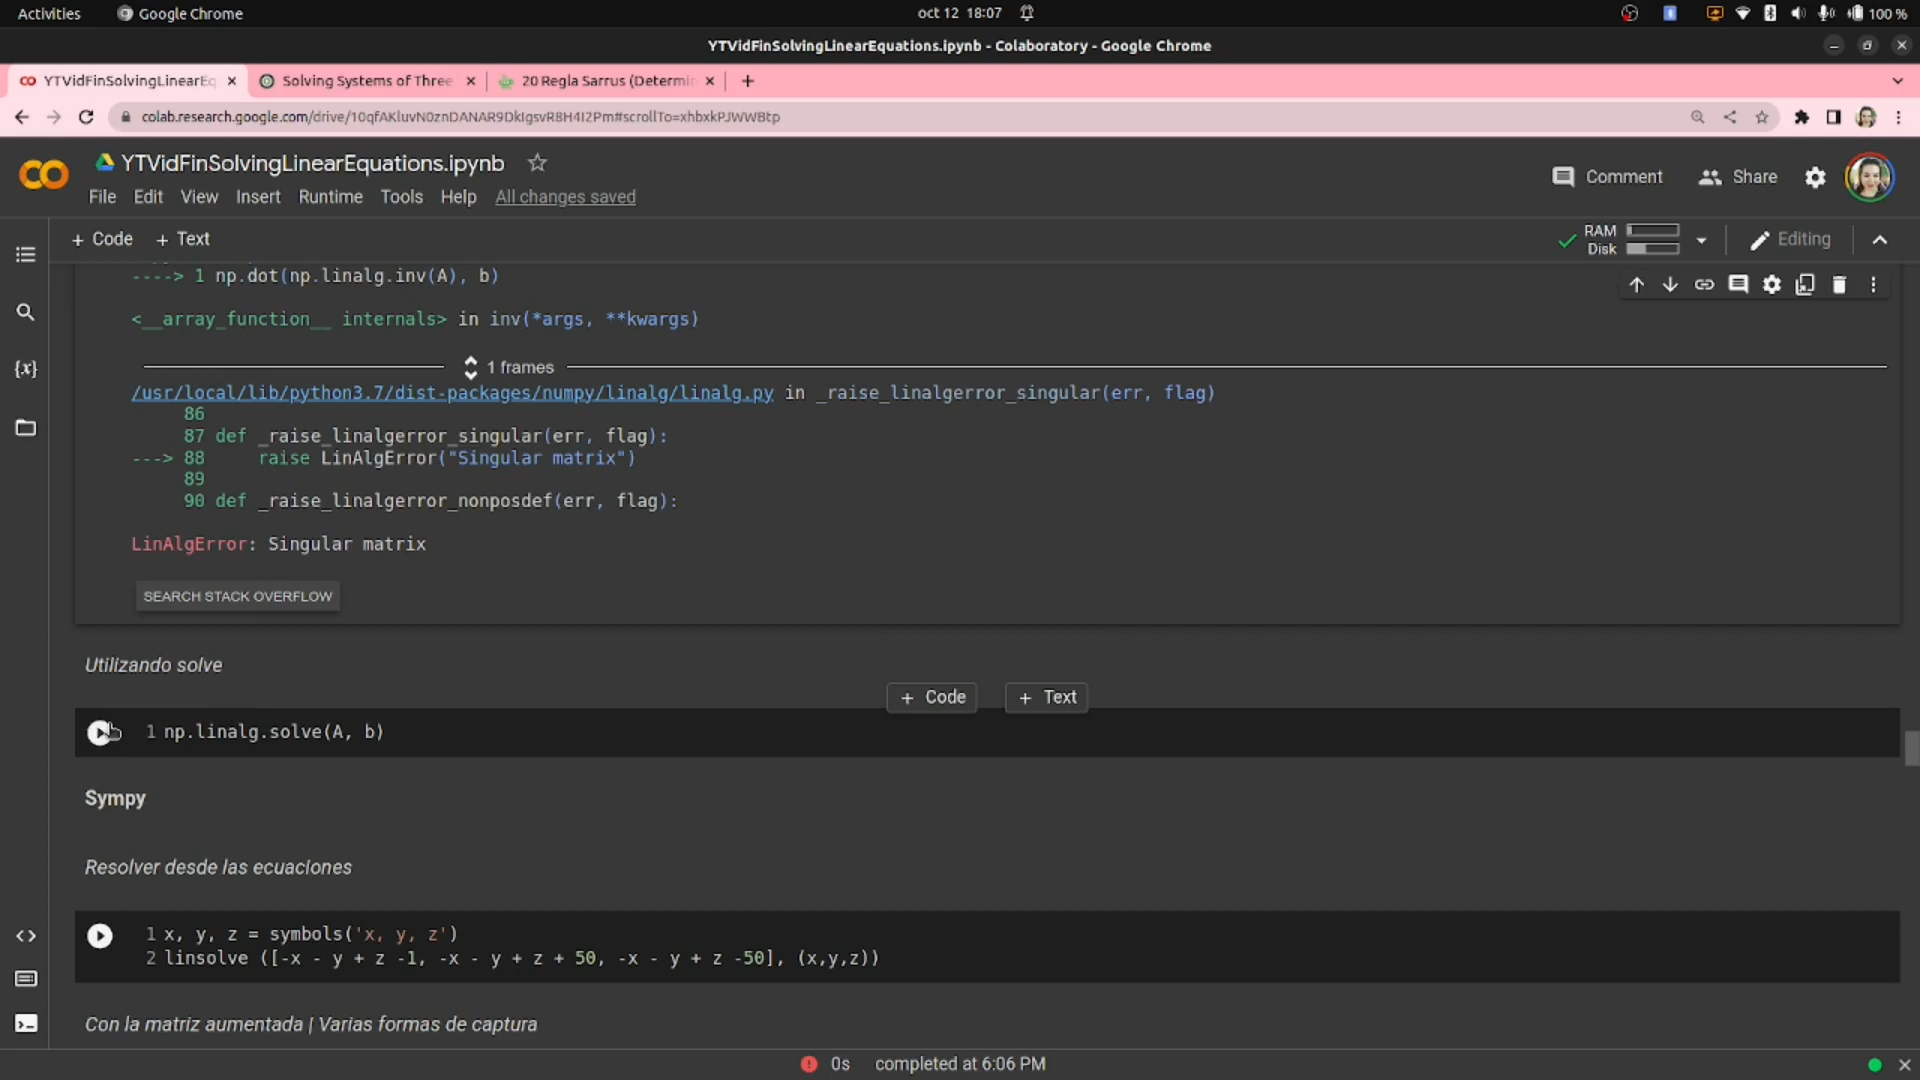 Activities Google Chrome oct 12 18:07 100 %
YTVidFinSolvingLinearEquations.ipynb - Colaboratory - Google Chrome
YTVidFinSolvingLinearEq Solving Systems of Three 20 Regla Sarrus (Determin
colab.research.google.com/drive/10qfAKluvN0znDANAR9DkIgsvR8H4I2Pm#scrollTo=xhbxkPJWWBtp
YTVidFinSolvingLinearEquations.ipynb
Comment Share
File Edit View Insert Runtime Tools Help All changes saved
+ Code + Text
RAM
Disk
Editing
----> 1 np.dot(np.linalg.inv(A), b)
<__array_function__ internals> in inv(*args, **kwargs)
1 frames
/usr/local/lib/python3.7/dist-packages/numpy/linalg/linalg.py in _raise_linalgerror_singular(err, flag)
86
87 def _raise_linalgerror_singular(err, flag):
---> 88 raise LinAlgError("Singular matrix")
89
90 def _raise_linalgerror_nonposdef(err, flag):
LinAlgError: Singular matrix
SEARCH STACK OVERFLOW
Utilizando solve
+ Code + Text
1 np.linalg.solve(A, b)
Sympy
Resolver desde las ecuaciones
1 x, y, z = symbols('x, y, z')
2 linsolve ([-x - y + z -1, -x - y + z + 50, -x - y + z -50], (x,y,z))
Con la matriz aumentada | Varias formas de captura
0s completed at 6:06 PM